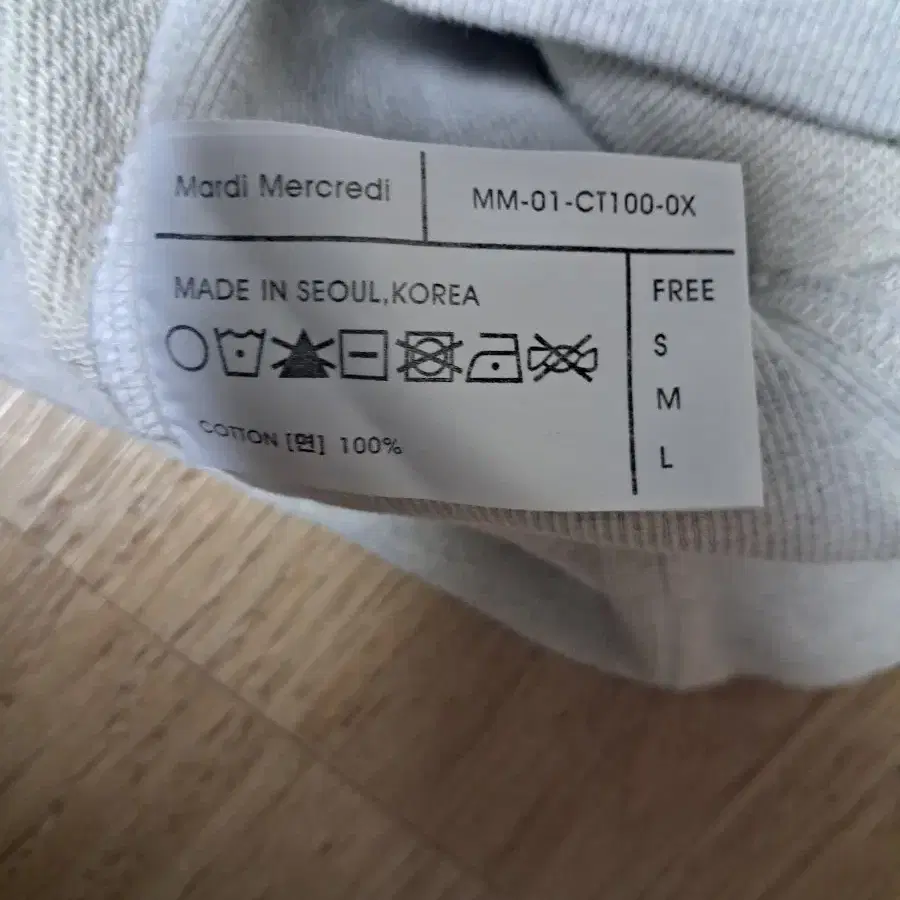 Mardi Mercredi
MM-01-CT100-0X
MADE IN SEOUL,KOREA
COTTON [면] 100%
FREE
S
M
L